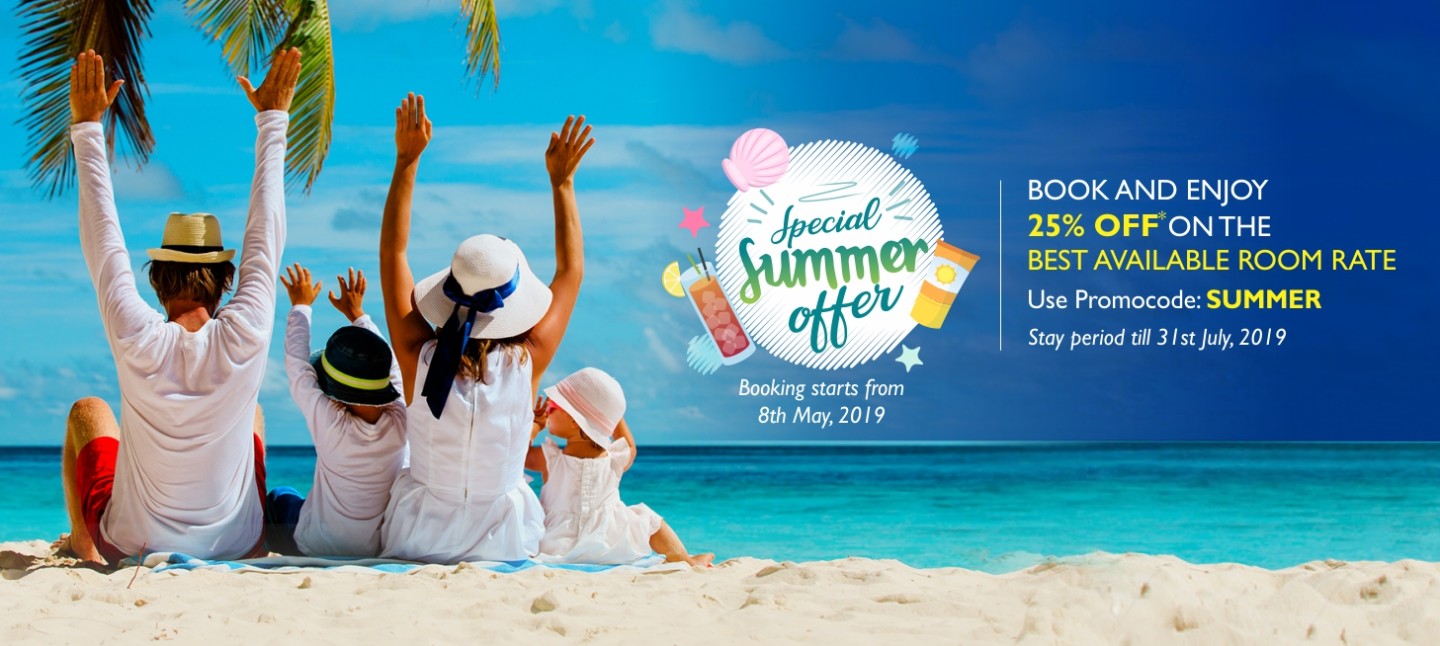 Special
Summer
offer
Booking starts from
8th May, 2019
BOOK AND ENJOY
25% OFF* ON THE
BEST AVAILABLE ROOM RATE
Use Promocode: SUMMER
Stay period till 31st July, 2019